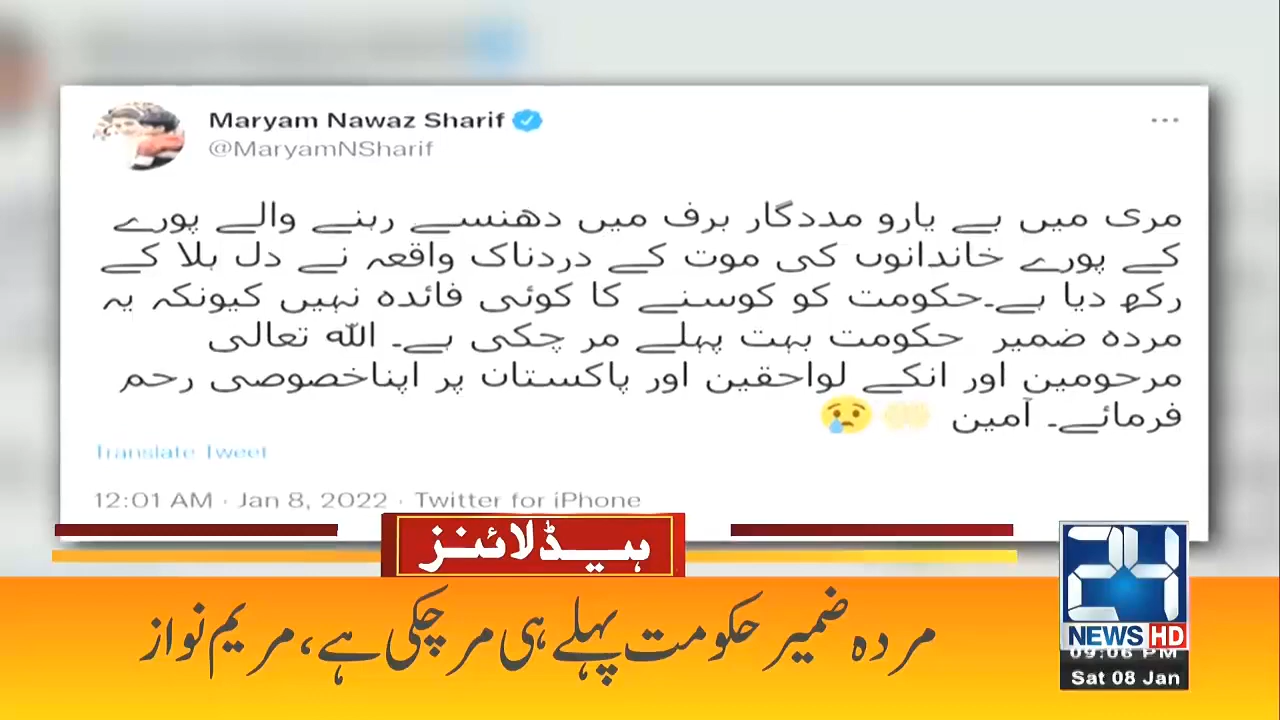 Maryam Nawaz Sharif
@MaryamNSharif
مری میں بے یارو مددگار برف میں دھنسے رہنے والے پورے
کے پورے خاندانوں کی موت کے دردناک واقعہ نے دل ہلا کے
رکھ دیا ہے۔حکومت کو کوسنے کا کوئی فائدہ نہیں کیونکہ یہ
مردہ ضمیر حکومت بہت پہلے مر چکی ہے۔ اللّٰہ تعالی
مرحومین اور انکے لواحقین اور پاکستان پر اپناخصوصی رحم
فرمائے۔ آمین 🤲🤲 😢
Translate Tweet
12:01 AM · Jan 8, 2022 · Twitter for iPhone
ہیڈلائنز
مردہ ضمیر حکومت پہلے ہی مر چکی ہے، مریم نواز
24
NEWS HD
09:06 PM
Sat 08 Jan